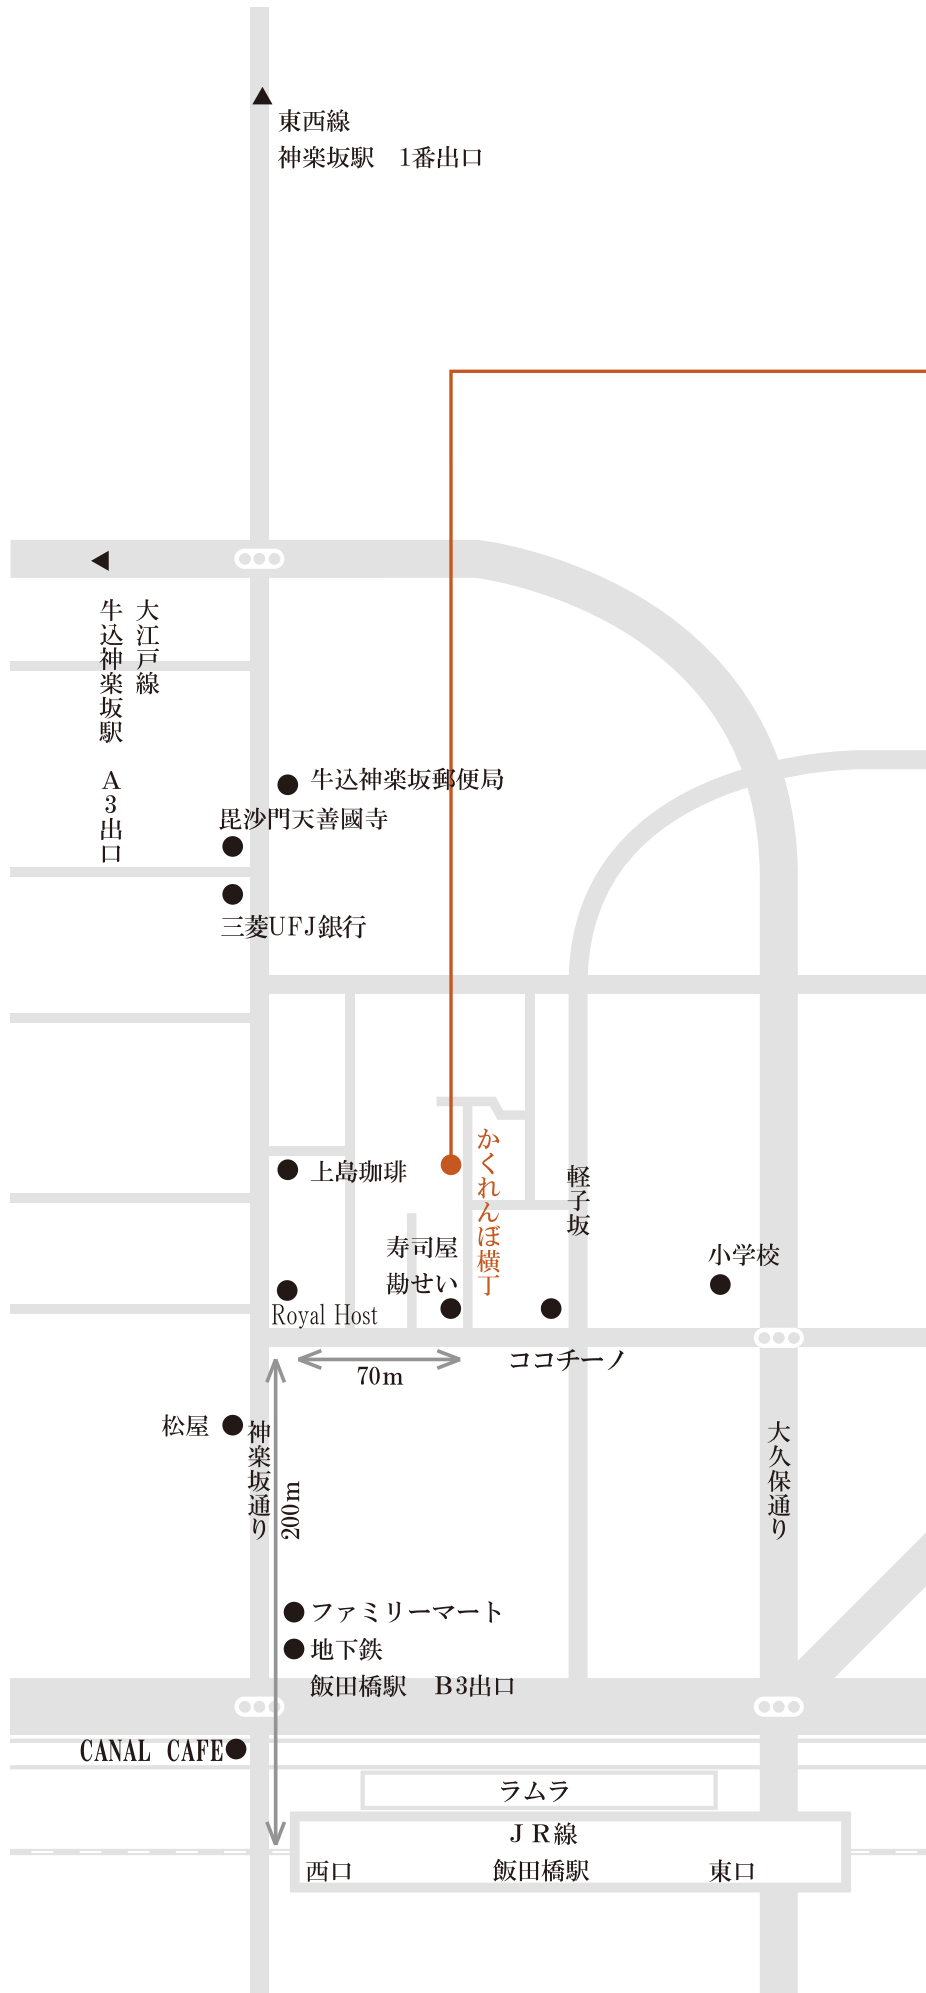 東西線
神楽坂駅　1番出口
大江戸線
牛込神楽坂駅　A3出口
牛込神楽坂郵便局
毘沙門天善國寺
三菱UFJ銀行
かくれんぼ横丁
上島珈琲
軽子坂
寿司屋
勘せい
小学校
Royal Host
ココチーノ
70m
松屋
神楽坂通り
200m
大久保通り
ファミリーマート
地下鉄
飯田橋駅　B3出口
CANAL CAFE
ラムラ
JR線
西口
飯田橋駅
東口